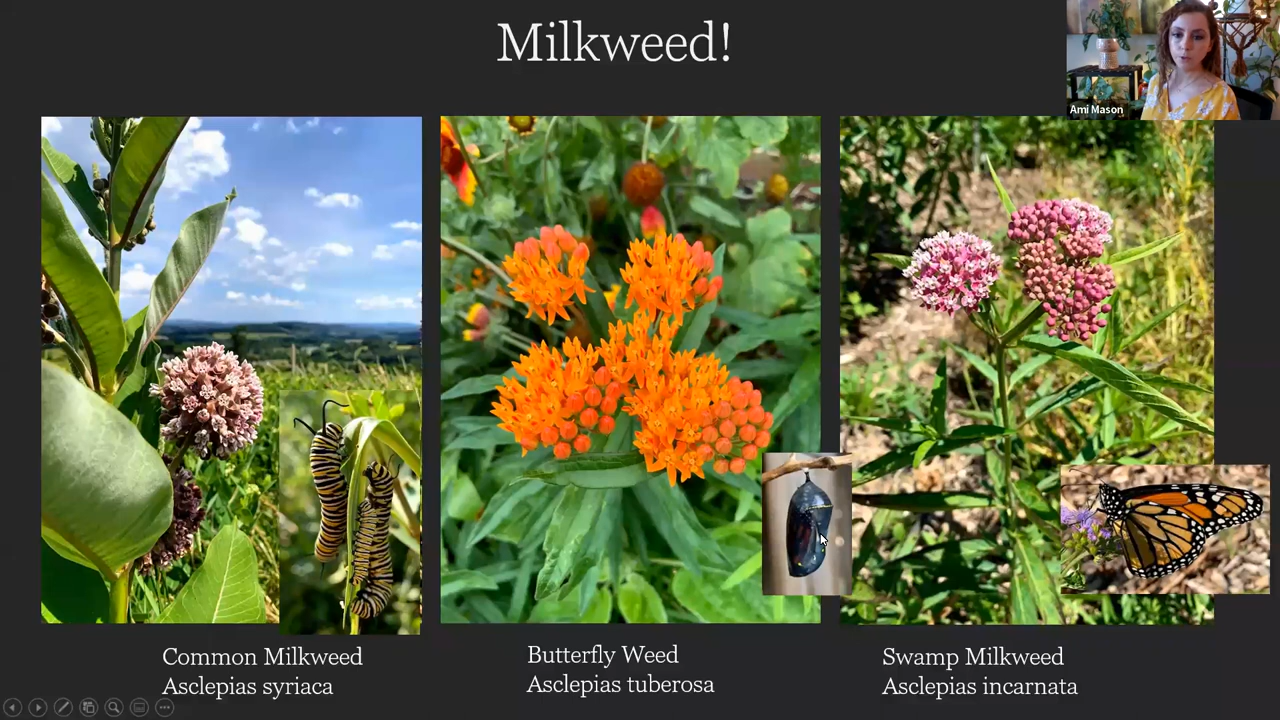 Milkweed!
Ami Mason
Common Milkweed
Asclepias syriaca
Butterfly Weed
Asclepias tuberosa
Swamp Milkweed
Asclepias incarnata